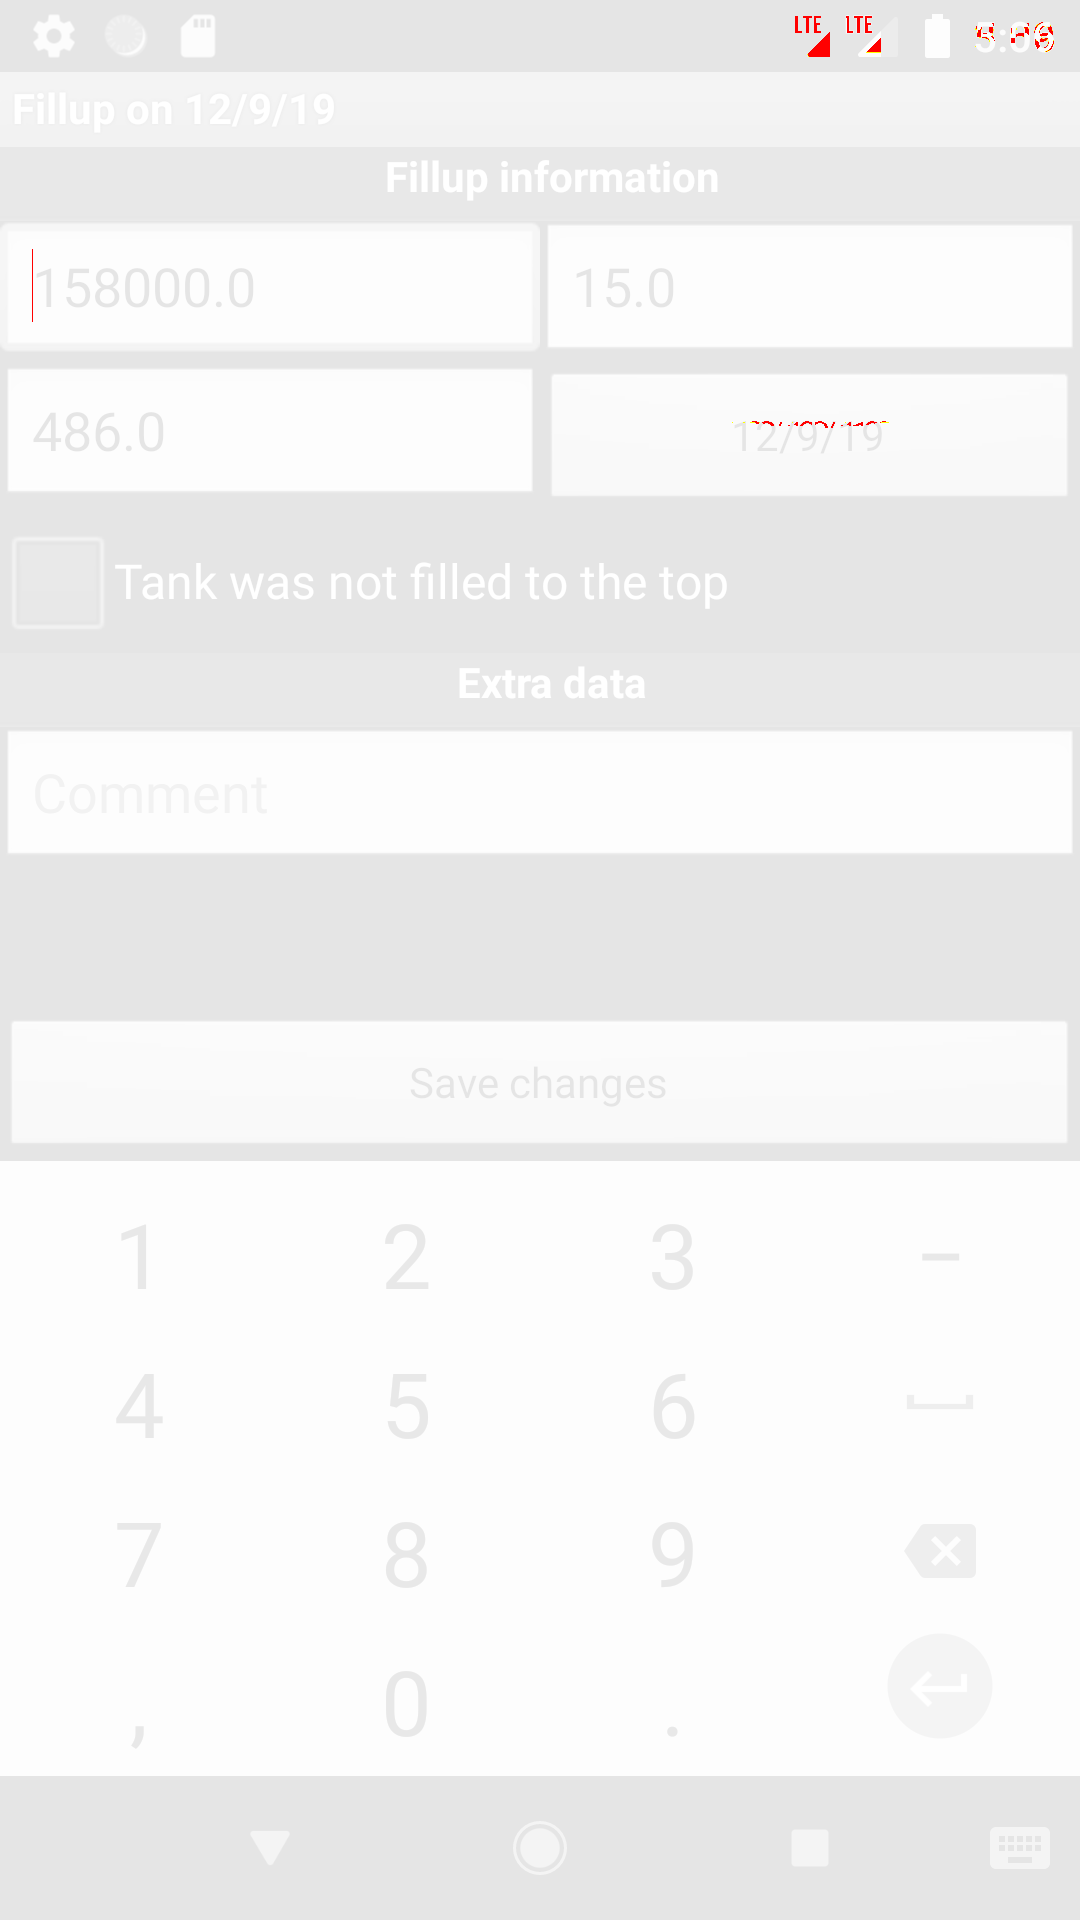 LTE LTE
Fillup on 12/9/19
Fillup information
158000.0 15.0
486.0 12/9/19
Tank was not filled to the top
Extra data
Comment
Save changes
1 2 3 −
4 5 6
7 8 9
, 0 .